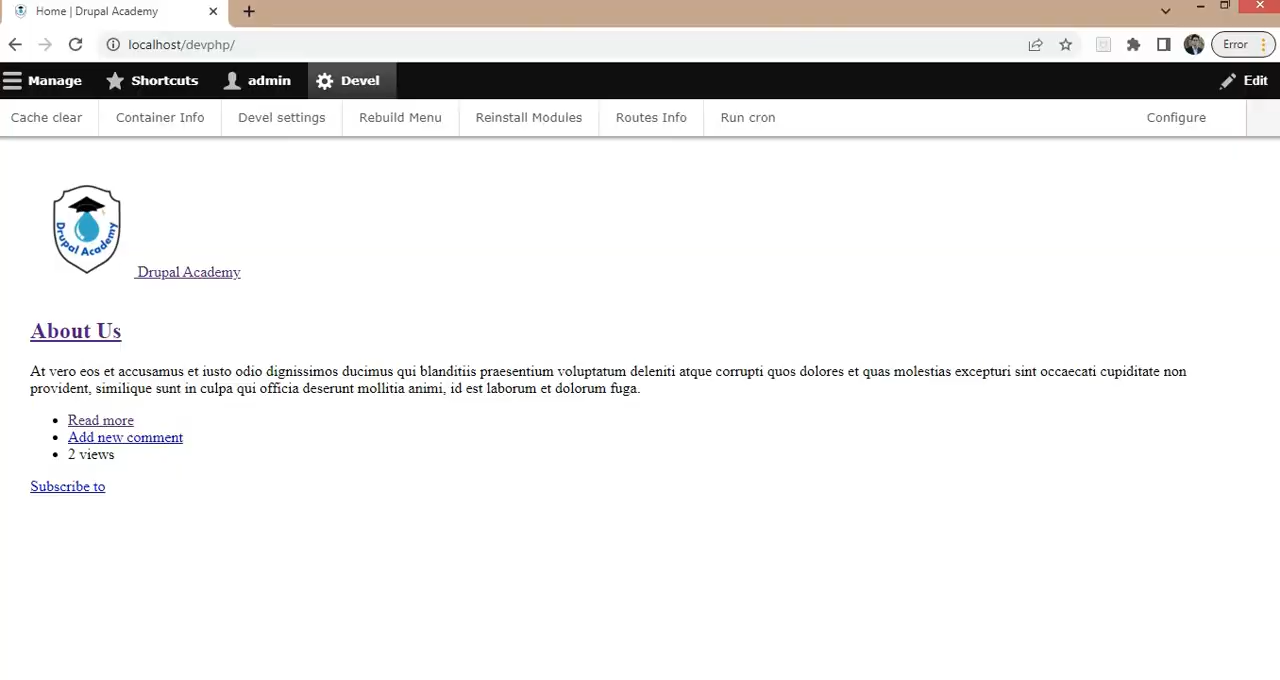 Home | Drupal Academy
localhost/devphp/
Error
Manage Shortcuts admin Devel Edit
Cache clear Container Info Devel settings Rebuild Menu Reinstall Modules Routes Info Run cron Configure
Drupal Academy
Drupal Academy
About Us
At vero eos et accusamus et iusto odio dignissimos ducimus qui blanditiis praesentium voluptatum deleniti atque corrupti quos dolores et quas molestias excepturi sint occaecati cupiditate non
provident, similique sunt in culpa qui officia deserunt mollitia animi, id est laborum et dolorum fuga.
Read more
Add new comment
2 views
Subscribe to